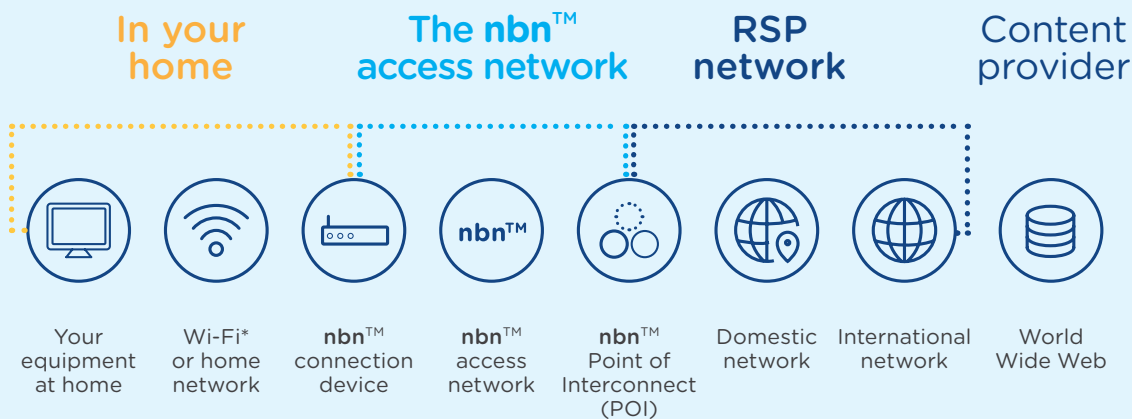 In your
home
The nbn™
access network
RSP
network
Content
provider
nbn™
Your
equipment
at home
Wi-Fi*
or home
network
nbn™
connection
device
nbn™
access
network
nbn™
Point of
Interconnect
(POI)
Domestic
network
International
network
World
Wide Web